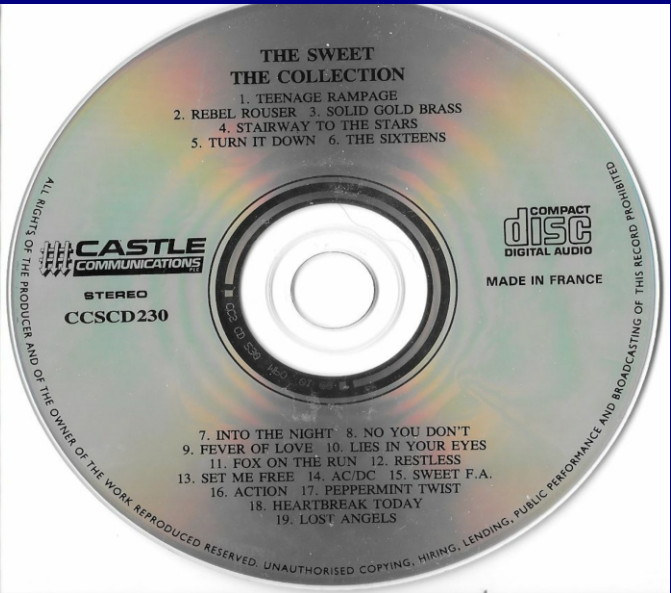 THE SWEET
THE COLLECTION
1. TEENAGE RAMPAGE
2. REBEL ROUSER 3. SOLID GOLD BRASS
4. STAIRWAY TO THE STARS
5. TURN IT DOWN 6. THE SIXTEENS
CASTLE
COMMUNICATIONS
PLC
STEREO
CCSCD230
COMPACT
disc
DIGITAL AUDIO
MADE IN FRANCE
7. INTO THE NIGHT 8. NO YOU DON'T
9. FEVER OF LOVE 10. LIES IN YOUR EYES
11. FOX ON THE RUN 12. RESTLESS
13. SET ME FREE 14. AC/DC 15. SWEET F.A.
16. ACTION 17. PEPPERMINT TWIST
18. HEARTBREAK TODAY
19. LOST ANGELS
ALL RIGHTS OF THE PRODUCER AND OF THE OWNER OF THE WORK REPRODUCED RESERVED. UNAUTHORISED COPYING, HIRING, LENDING, PUBLIC PERFORMANCE AND BROADCASTING OF THIS RECORD PROHIBITED